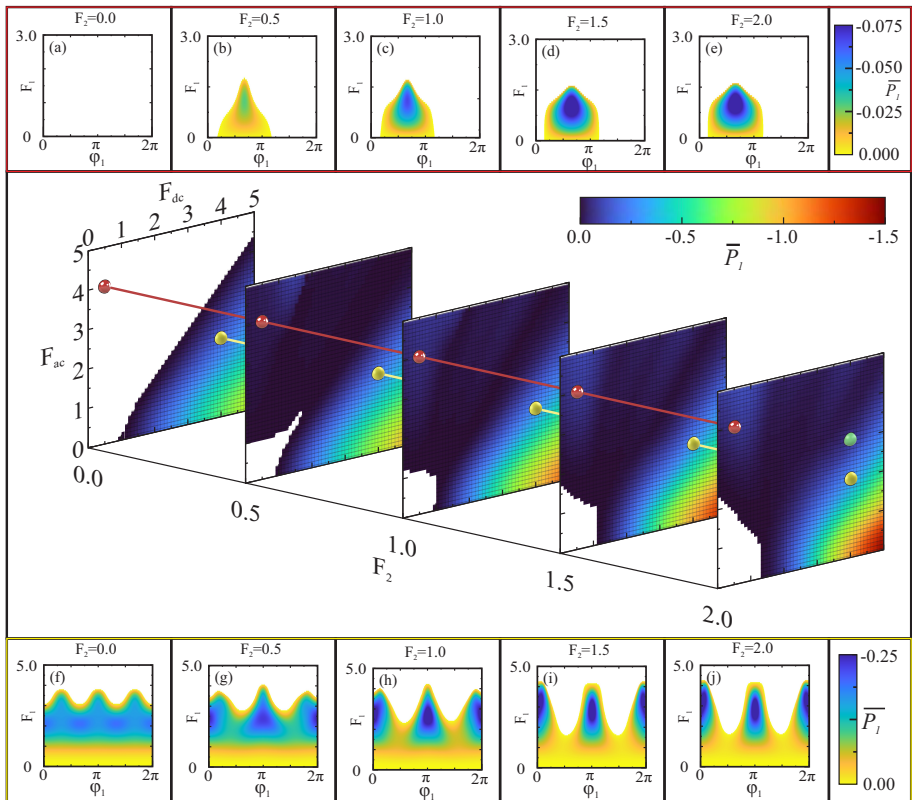 F₂=0.0 F₂=0.5 F₂=1.0 F₂=1.5 F₂=2.0
3.0 (a) 3.0 (b) 3.0 (c) 3.0 (d) 3.0 (e) -0.075
-0.050
F₁ F₁ F₁ F₁ F₁ P̅₁
-0.025
0 0 0 0 0 0.000
0 π 2π 0 π 2π 0 π 2π 0 π 2π 0 π 2π
φ₁ φ₁ φ₁ φ₁ φ₁
F_dc
0 1 2 3 4 5
5
4
3
F_ac
2
1
0
0.0 -0.5 -1.0 -1.5
P̅₁
0.0
0.5
1.0
F₂
1.5
2.0
F₂=0.0 F₂=0.5 F₂=1.0 F₂=1.5 F₂=2.0
5.0 (f) 5.0 (g) 5.0 (h) 5.0 (i) 5.0 (j) -0.25
F₁ F₁ F₁ F₁ F₁ P̅₁
0 0 0 0 0 0.00
0 π 2π 0 π 2π 0 π 2π 0 π 2π 0 π 2π
φ₁ φ₁ φ₁ φ₁ φ₁